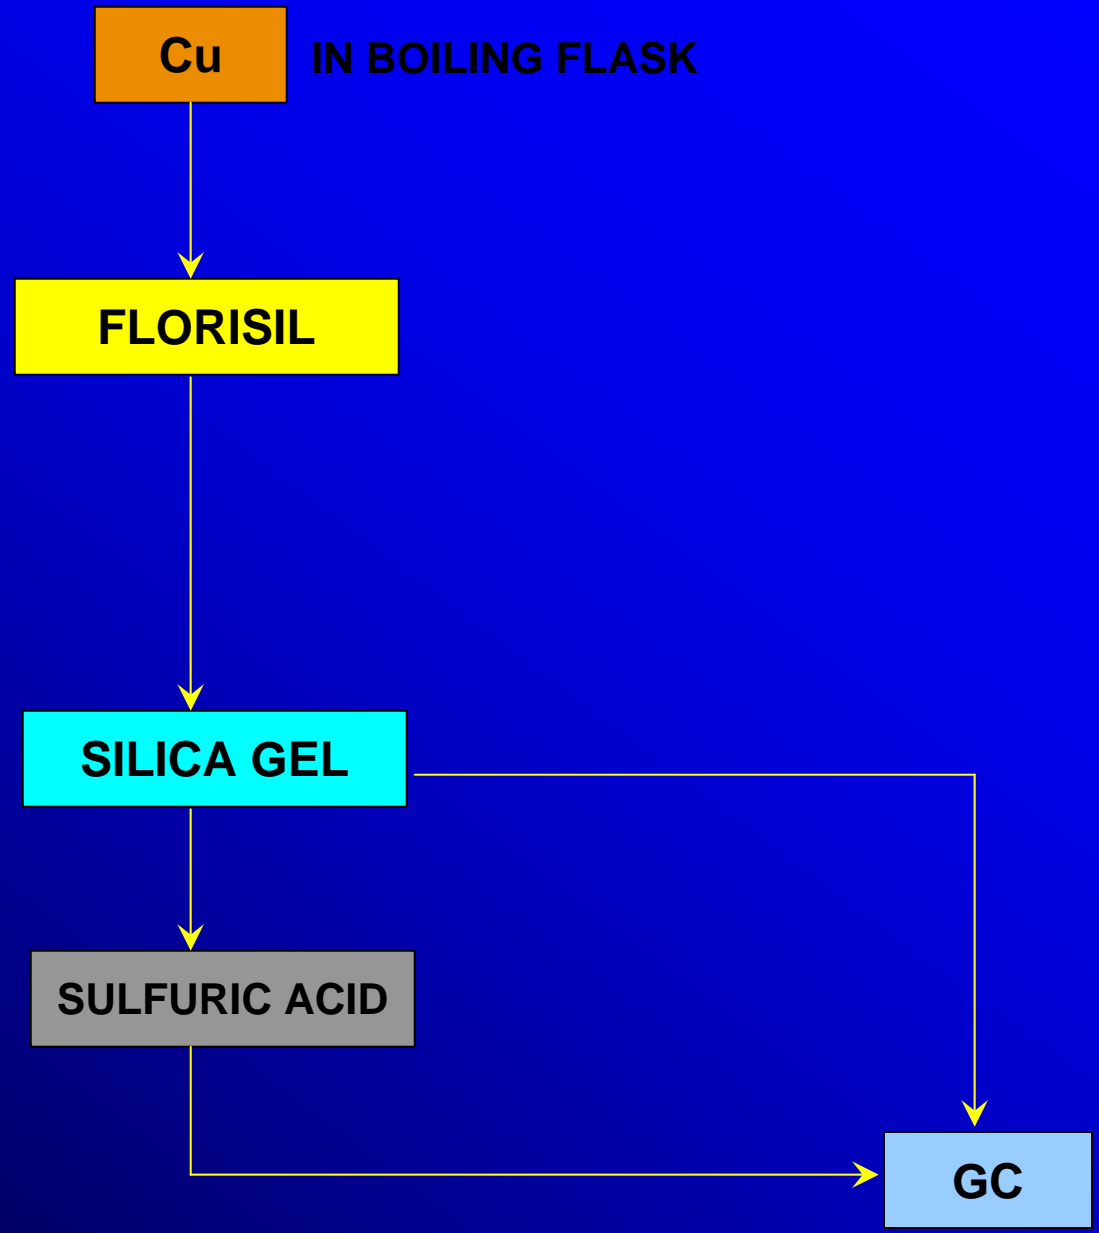 Cu
IN BOILING FLASK
FLORISIL
SILICA GEL
SULFURIC ACID
GC